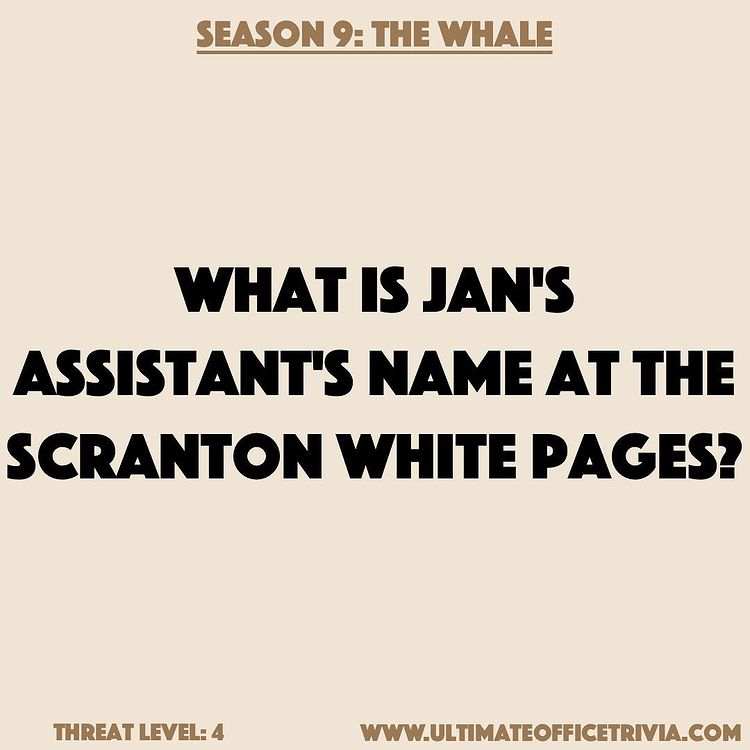 SEASON 9: THE WHALE
WHAT IS JAN'S
ASSISTANT'S NAME AT THE
SCRANTON WHITE PAGES?
THREAT LEVEL: 4
WWW.ULTIMATEOFFICETRIVIA.COM